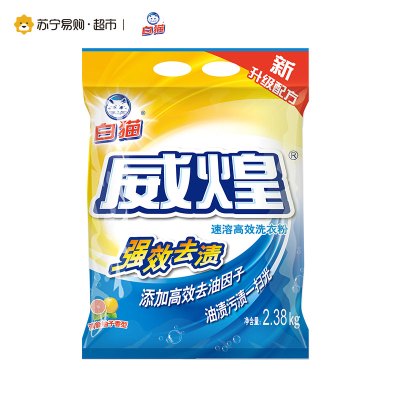 苏宁易购·超市
白猫
新
升级配方
白猫®
威煌®
速溶高效洗衣粉
强效去渍
添加高效去油因子
油渍污渍一扫光
净含量: 2.38kg